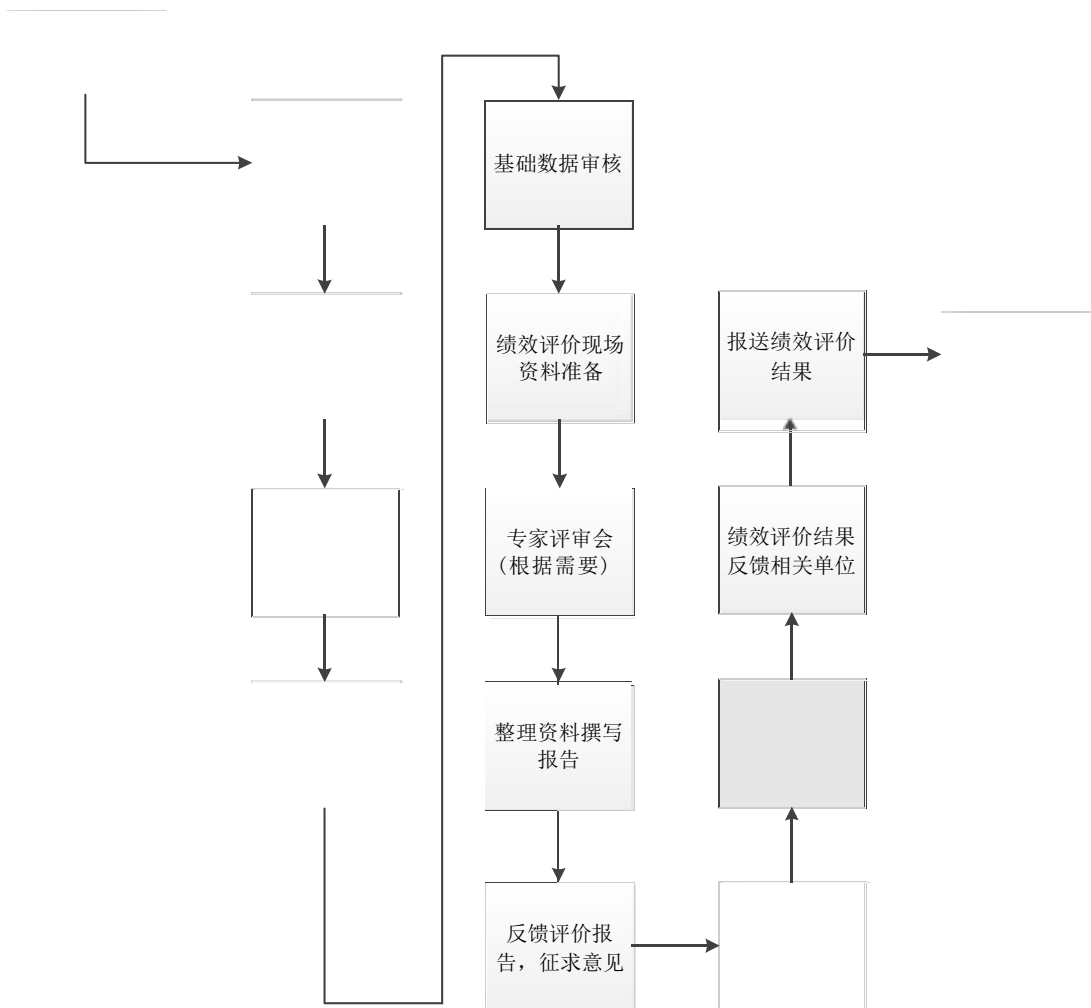 基础数据审核
绩效评价现场
资料准备
专家评审会
(根据需要)
整理资料撰写
报告
反馈评价报
告，征求意见
绩效评价结果
反馈相关单位
报送绩效评价
结果